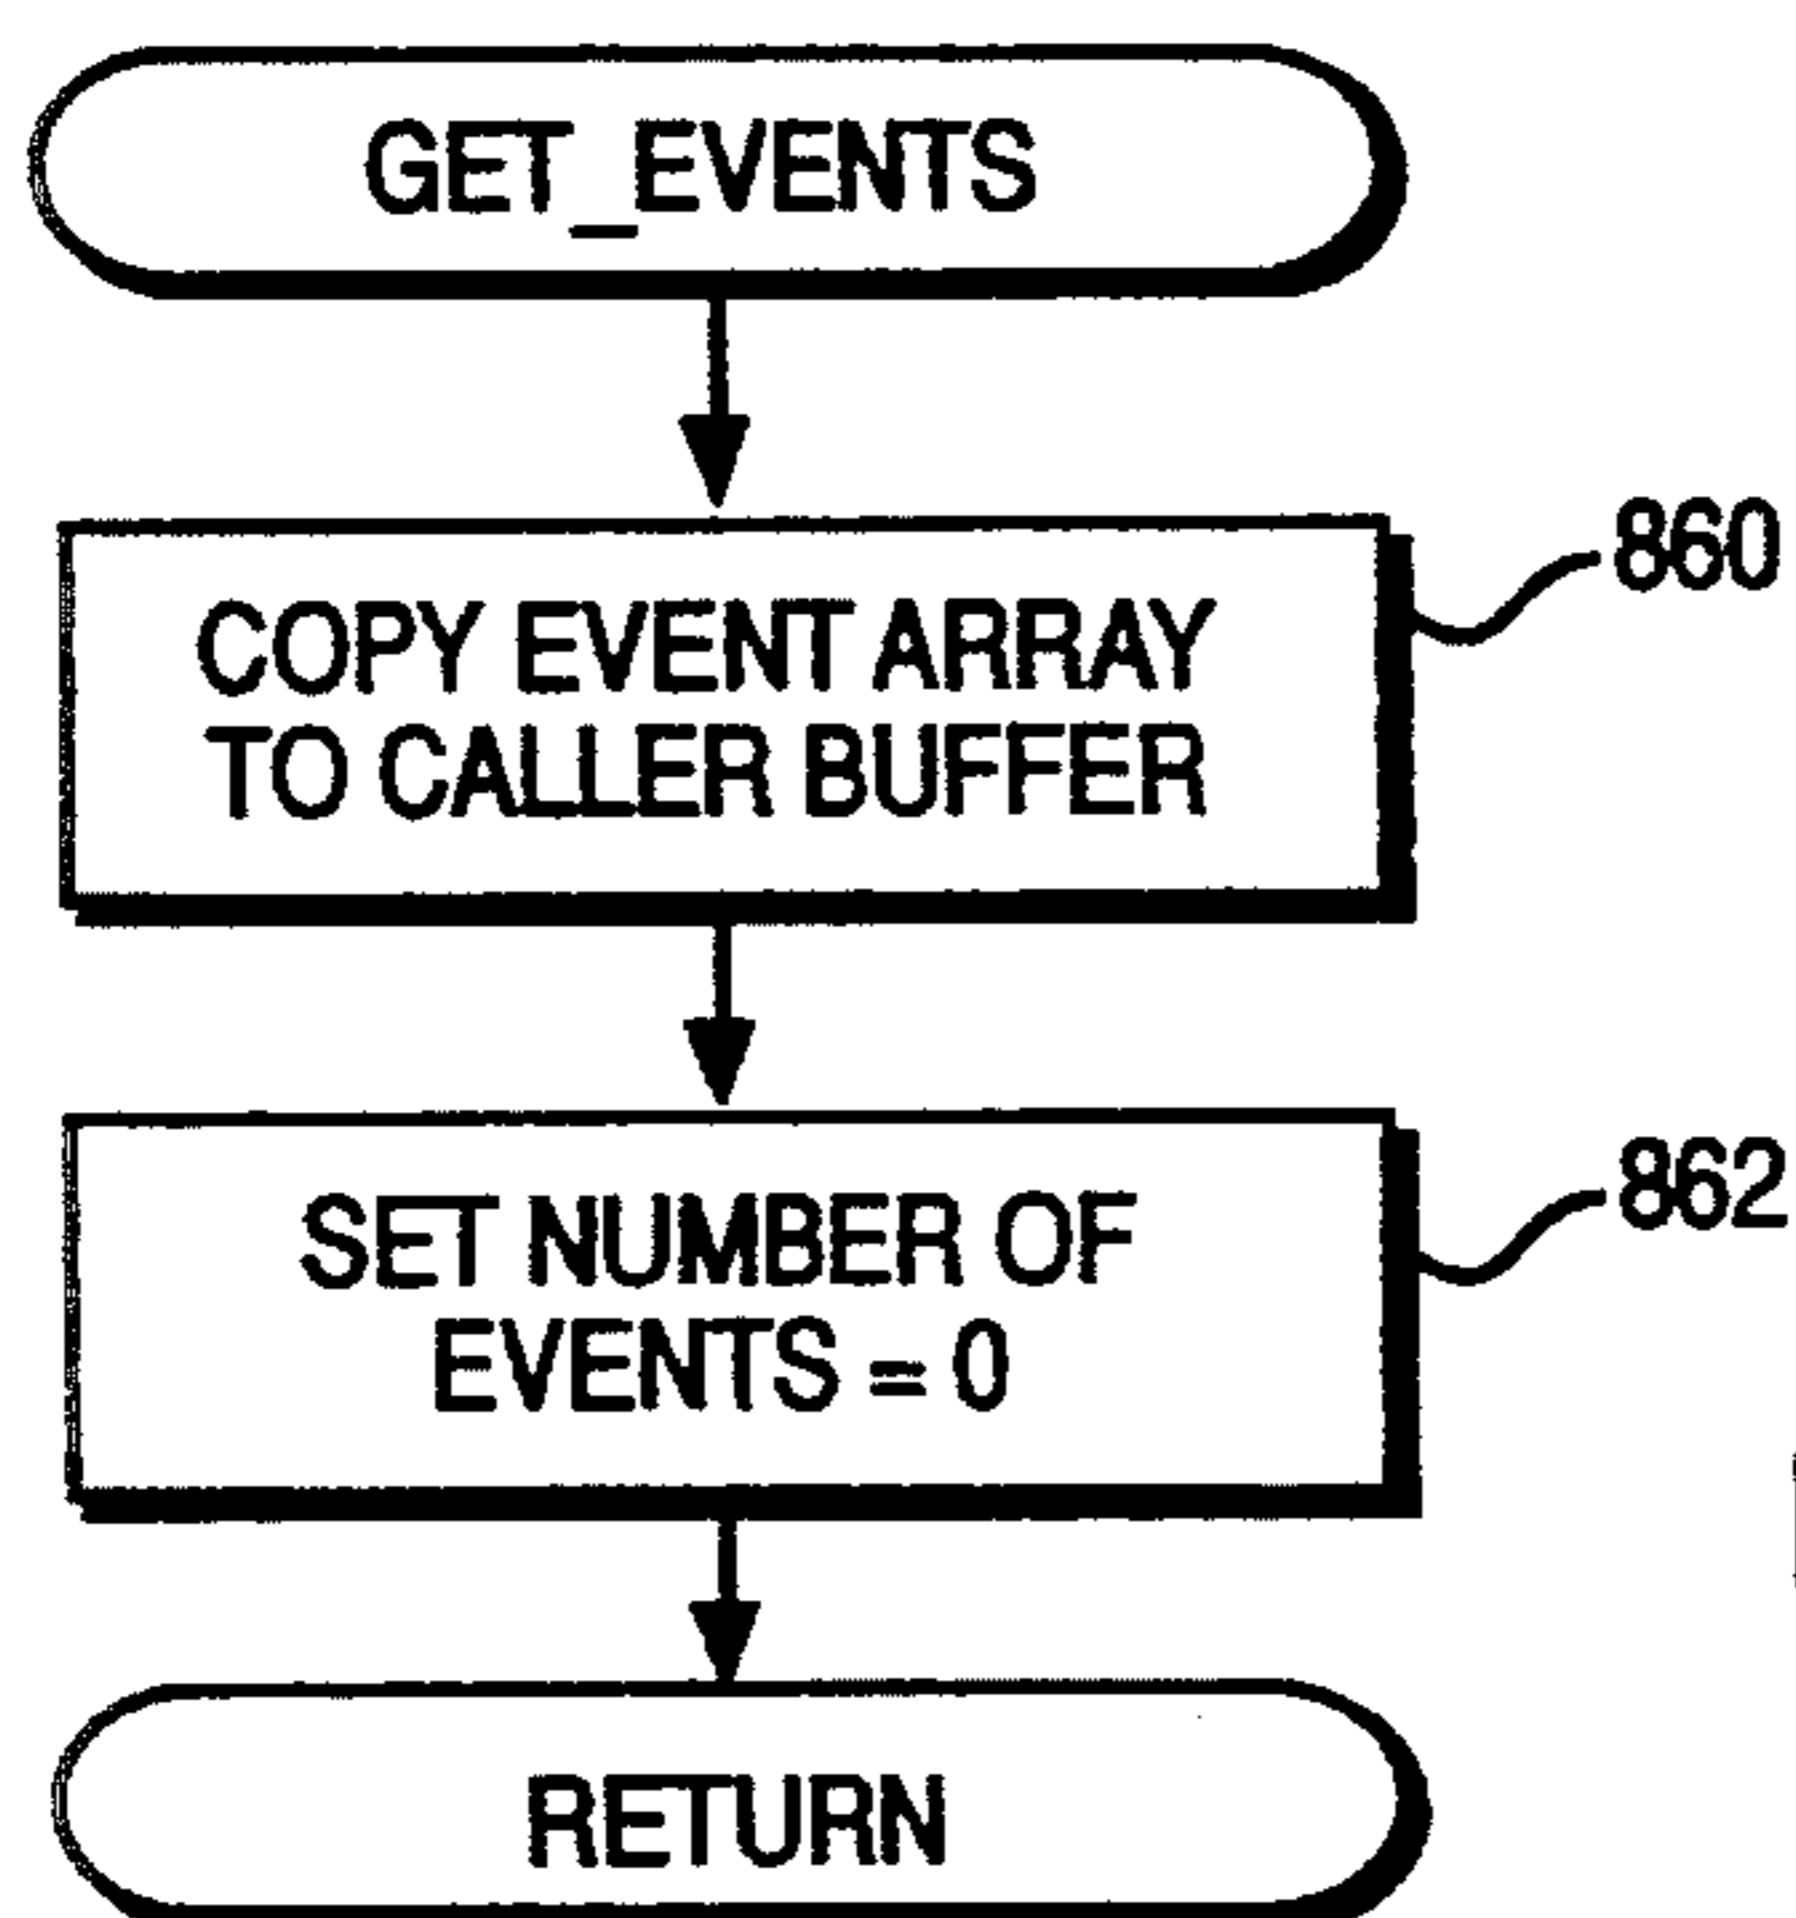 GET_EVENTS
860
COPY EVENT ARRAY
TO CALLER BUFFER
862
SET NUMBER OF
EVENTS = 0
RETURN